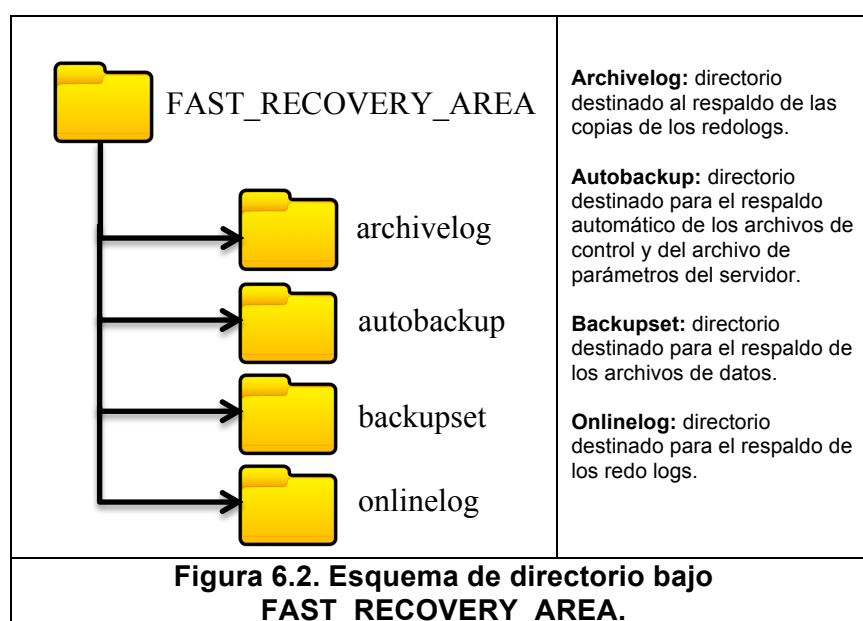 FAST_RECOVERY_AREA
archivelog
autobackup
backupset
onlinelog
Archivelog: directorio
destinado al respaldo de las
copias de los redologs.
Autobackup: directorio
destinado para el respaldo
automático de los archivos de
control y del archivo de
parámetros del servidor.
Backupset: directorio
destinado para el respaldo de
los archivos de datos.
Onlinelog: directorio
destinado para el respaldo de
los redo logs.
Figura 6.2. Esquema de directorio bajo
FAST_RECOVERY_AREA.